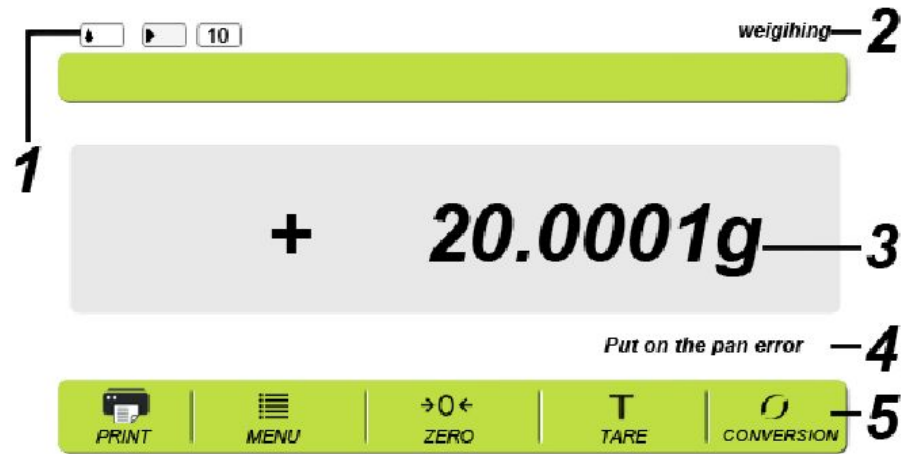 10
weigihing
2
1
+ 20.0001g
3
Put on the pan error
4
PRINT MENU →0← ZERO T TARE CONVERSION
5